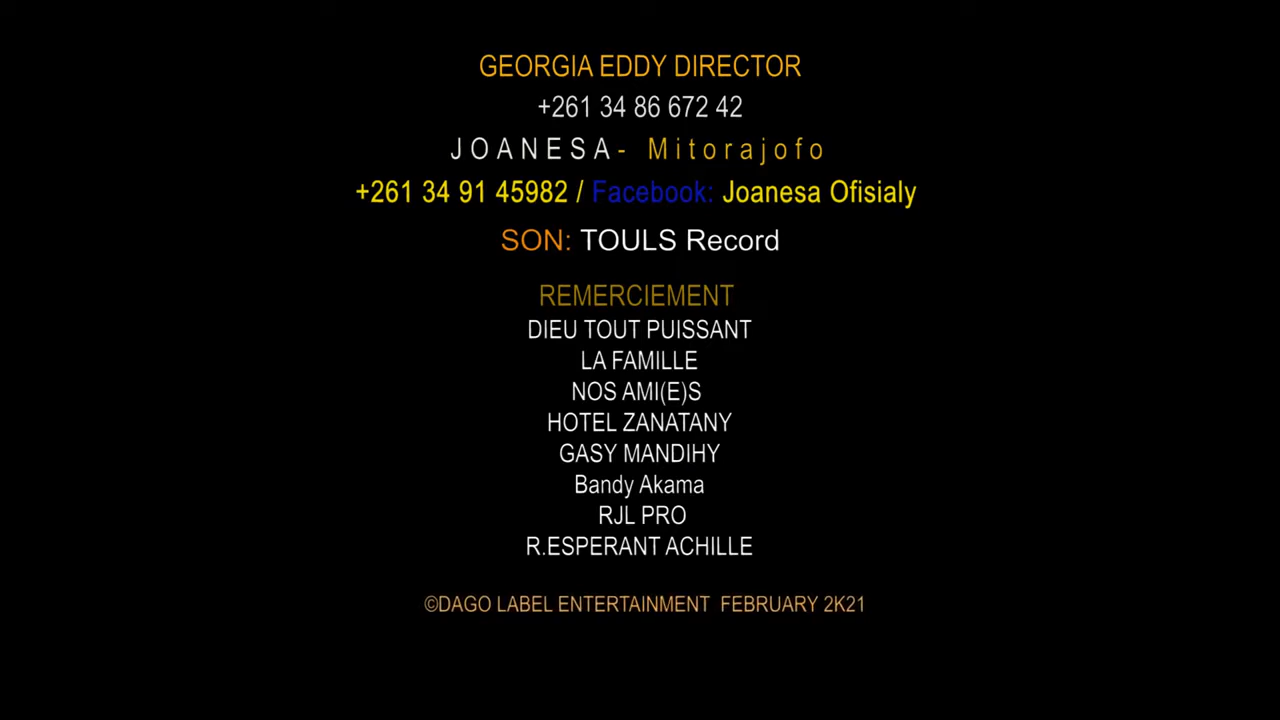 GEORGIA EDDY DIRECTOR
+261 34 86 672 42
JOANESA- Mitorajofo
+261 34 91 45982 / Facebook: Joanesa Ofisialy
SON: TOULS Record
REMERCIEMENT
DIEU TOUT PUISSANT
LA FAMILLE
NOS AMI(E)S
HOTEL ZANATANY
GASY MANDIHY
Bandy Akama
RJL PRO
R.ESPERANT ACHILLE
©DAGO LABEL ENTERTAINMENT FEBRUARY 2K21